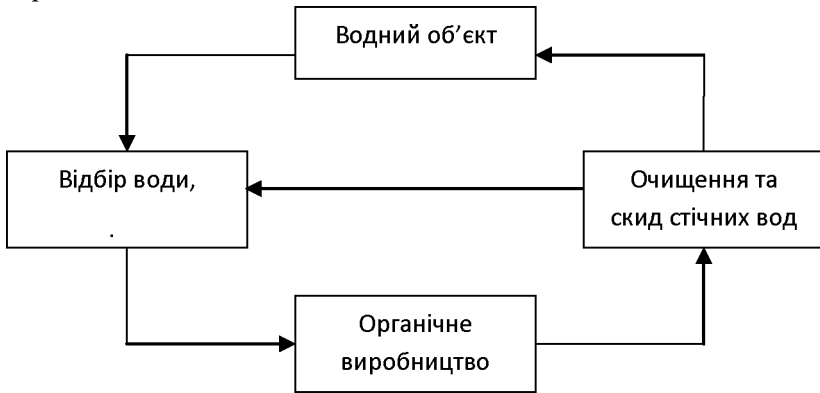 Водний об’єкт
Відбір води,
.
Очищення та
скид стічних вод
Органічне
виробництво